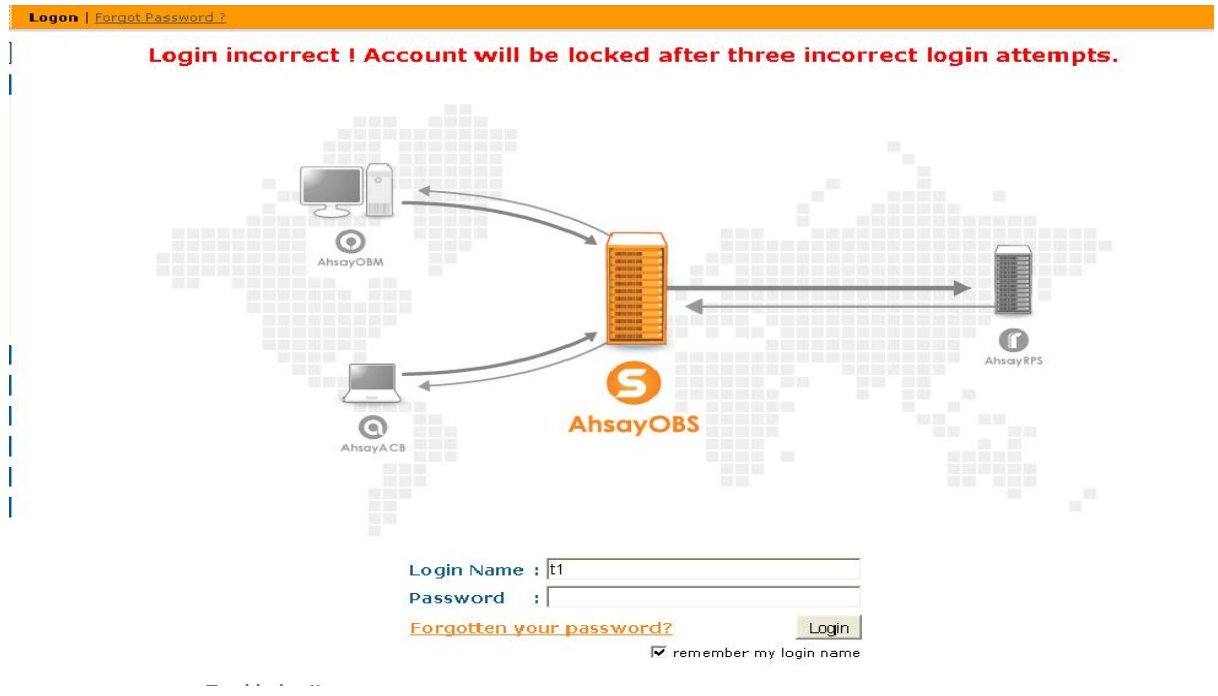 Logon | Forgot Password ?
Login incorrect ! Account will be locked after three incorrect login attempts.
AhsayOBM
AhsayRPS
AhsayOBS
AhsayACB
Login Name : t1
Password :
Forgotten your password? Login
remember my login name